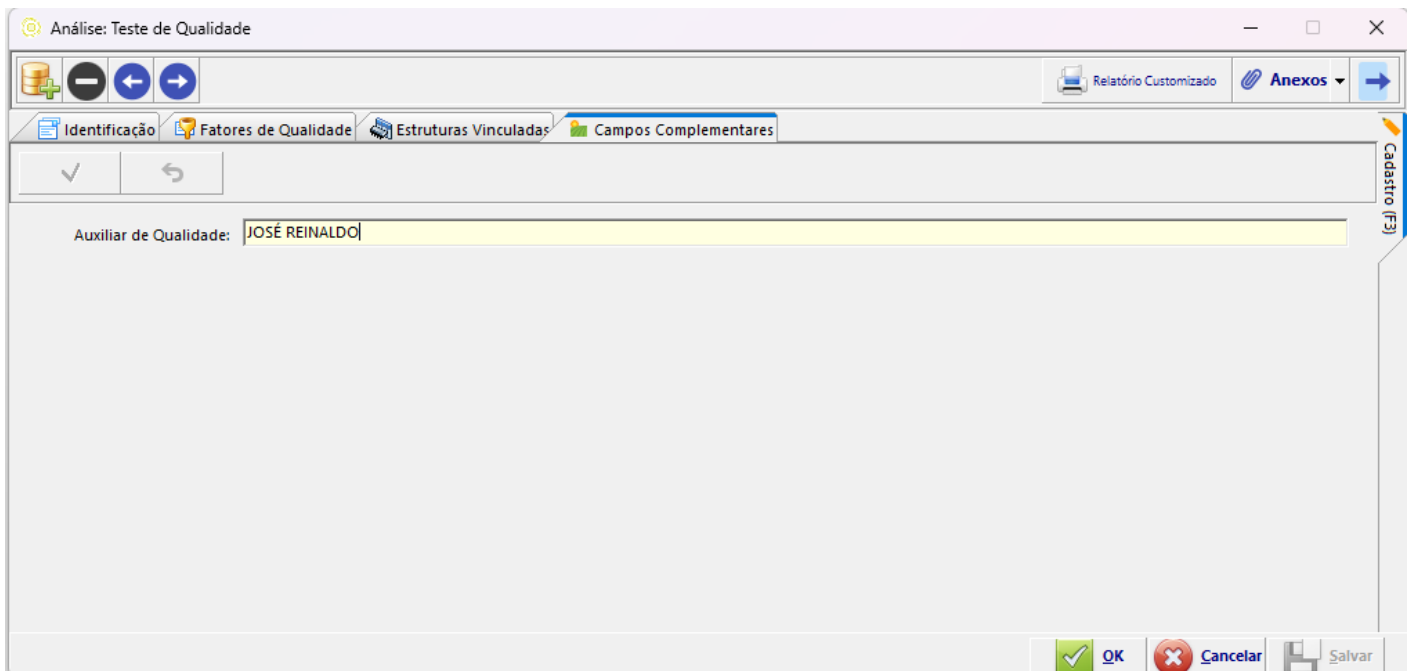 Análise: Teste de Qualidade
Relatório Customizado Anexos
Identificação Fatores de Qualidade Estruturas Vinculadas Campos Complementares
Cadastro (F3)
Auxiliar de Qualidade: JOSÉ REINALDO
OK Cancelar Salvar